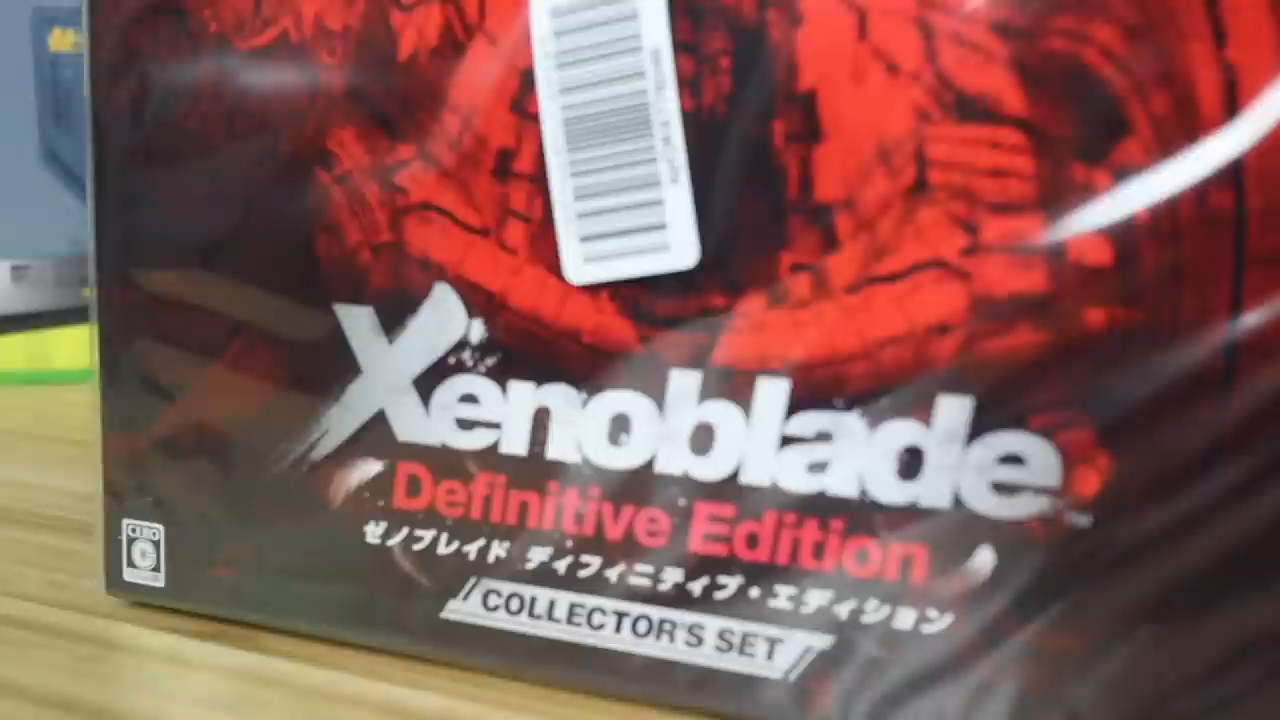 Xenoblade
Definitive Edition
ゼノブレイド ディフィニティブ・エディション
COLLECTOR'S SET
CERO
C